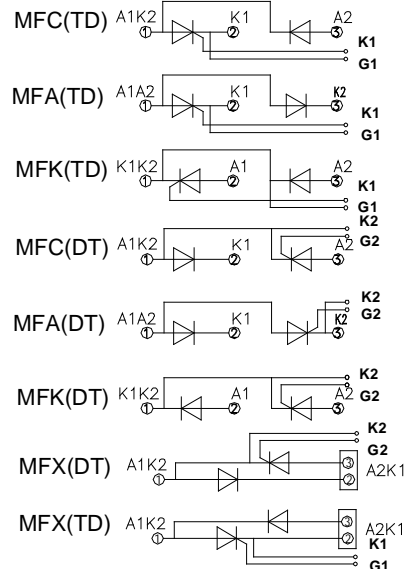 MFC(TD) A1K2 K1 A2
1 2 3
K1
G1
MFA(TD) A1A2 K1 K2
1 2 3
K1
G1
MFK(TD) K1K2 A1 A2
1 2 3
K1
G1
MFC(DT) A1K2 K1 A2
K2
G2
1 2 3
MFA(DT) A1A2 K1 K2
K2
G2
1 2 3
MFK(DT) K1K2 A1 A2
K2
G2
1 2 3
MFX(DT) A1K2
K2
G2
3
1 2 A2K1
MFX(TD) A1K2
3
1 2 A2K1
K1
G1